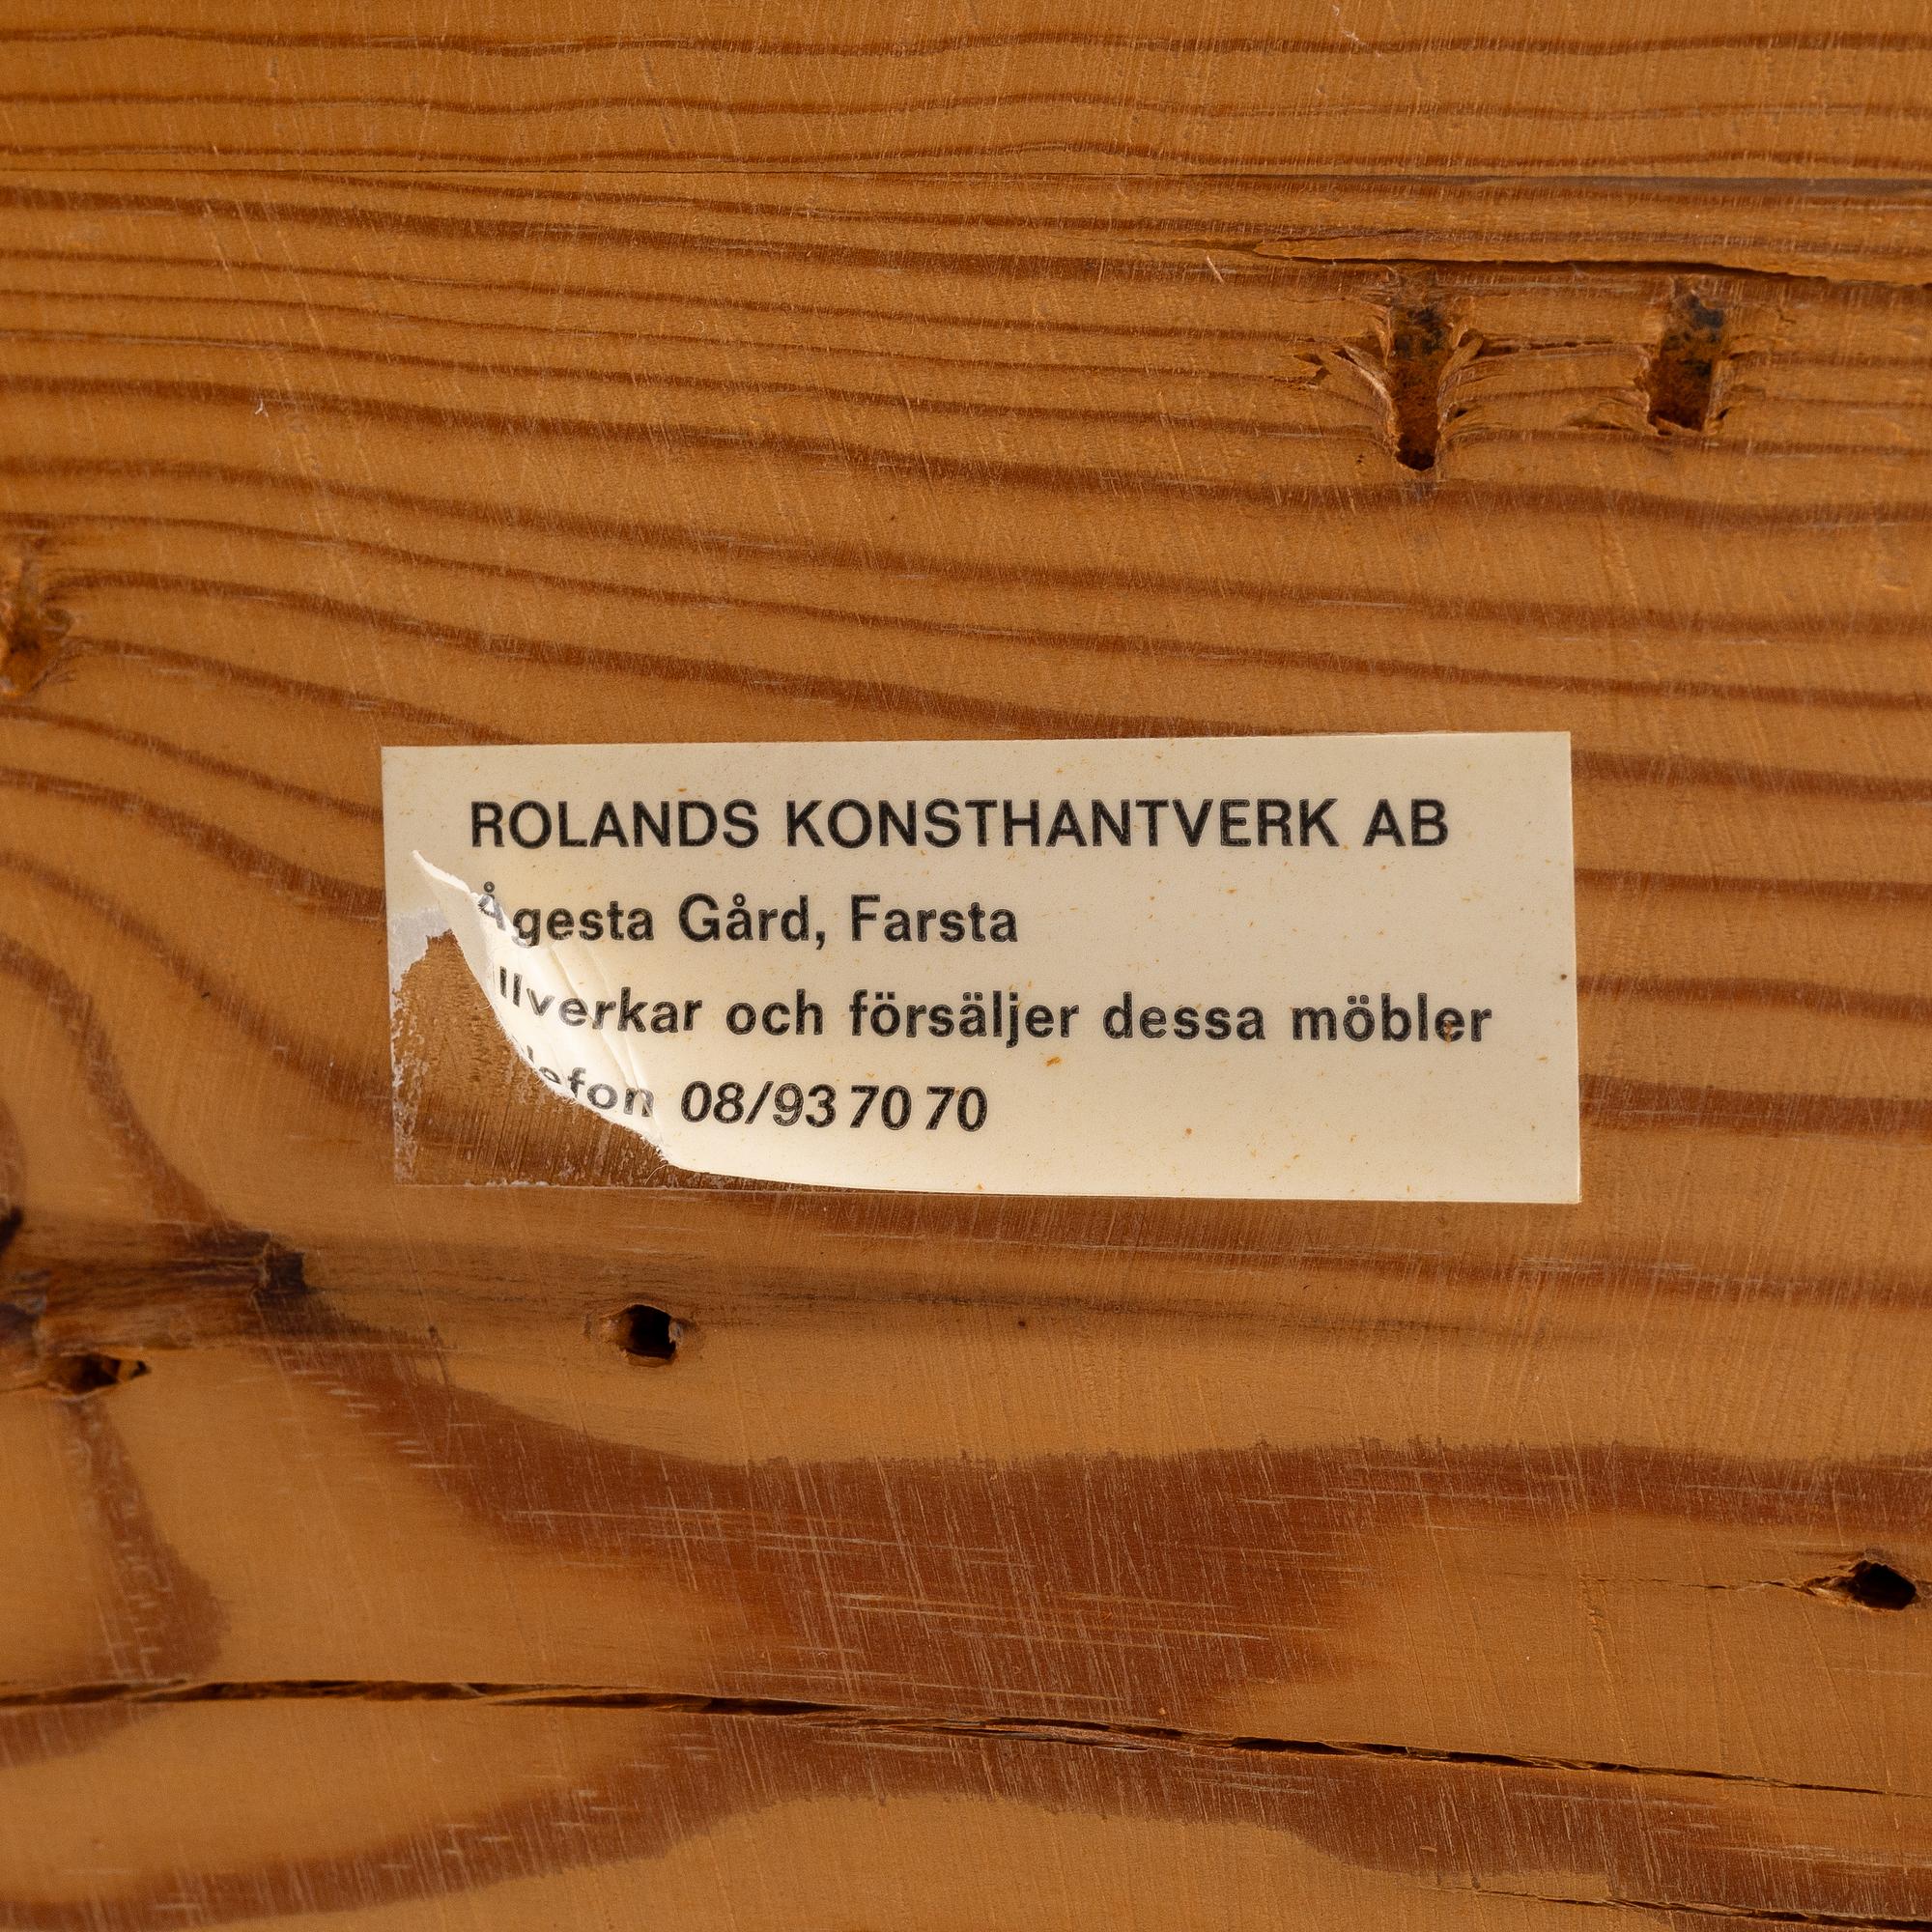 ROLANDS KONSTHANTVERK AB
Ågesta Gård, Farsta
llverkar och försäljer dessa möbler
lefon 08/93 70 70